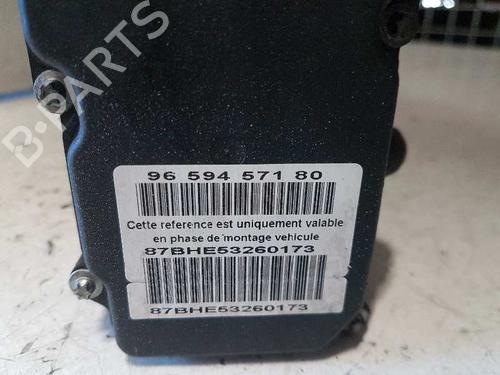 B-PARTS
96 594 571 80
Cette reference est uniquement valable
en phase de montage vehicule
87BHE53260173
87BHE53260173